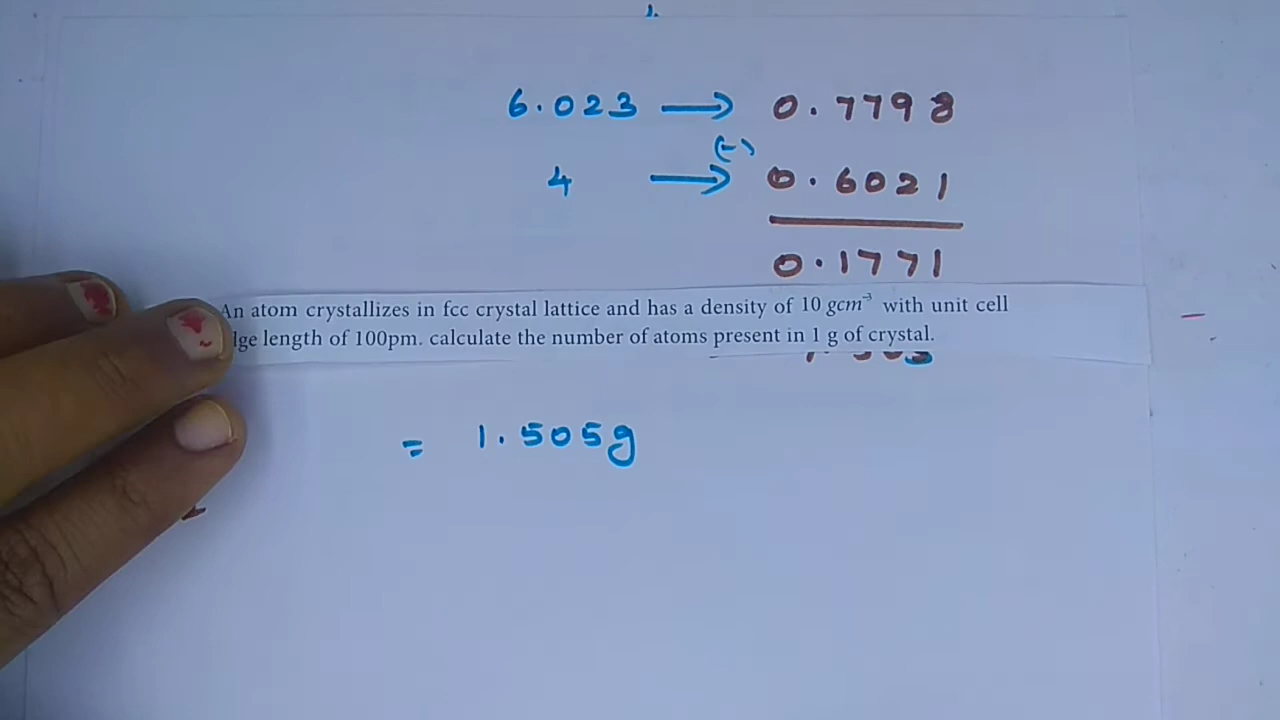 1.
6.023 → 0.7798
(-)
4 → 0.6021
0.1771
An atom crystallizes in fcc crystal lattice and has a density of 10 gcm⁻³ with unit cell
dge length of 100pm. calculate the number of atoms present in 1 g of crystal.
= 1.505g